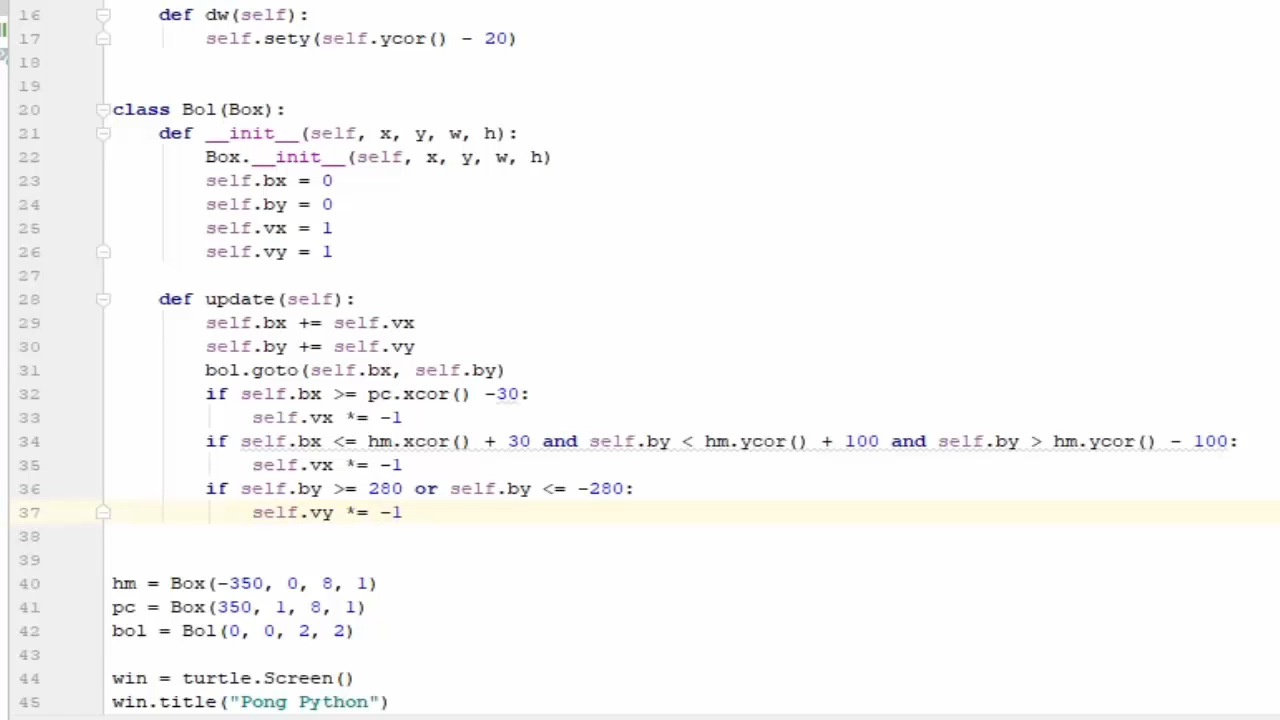 16 def dw(self):
17 self.sety(self.ycor() - 20)
18
19
20 class Bol(Box):
21 def __init__(self, x, y, w, h):
22 Box.__init__(self, x, y, w, h)
23 self.bx = 0
24 self.by = 0
25 self.vx = 1
26 self.vy = 1
27
28 def update(self):
29 self.bx += self.vx
30 self.by += self.vy
31 bol.goto(self.bx, self.by)
32 if self.bx >= pc.xcor() -30:
33 self.vx *= -1
34 if self.bx <= hm.xcor() + 30 and self.by < hm.ycor() + 100 and self.by > hm.ycor() - 100:
35 self.vx *= -1
36 if self.by >= 280 or self.by <= -280:
37 self.vy *= -1
38
39
40 hm = Box(-350, 0, 8, 1)
41 pc = Box(350, 1, 8, 1)
42 bol = Bol(0, 0, 2, 2)
43
44 win = turtle.Screen()
45 win.title("Pong Python")